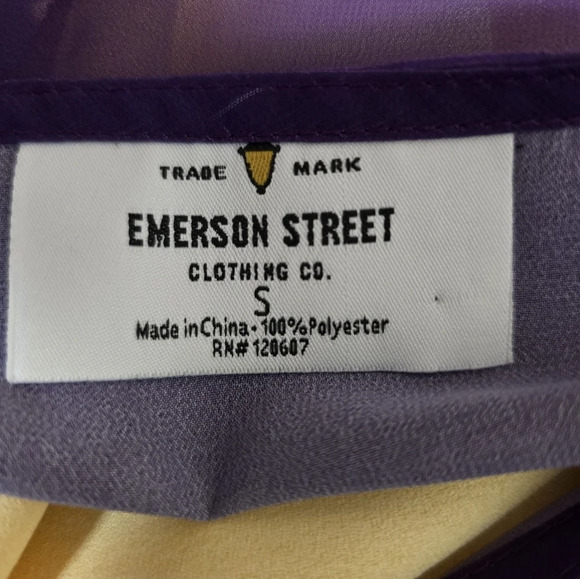 TRADE MARK
EMERSON STREET
CLOTHING CO.
S
Made in China · 100% Polyester
RN# 120607